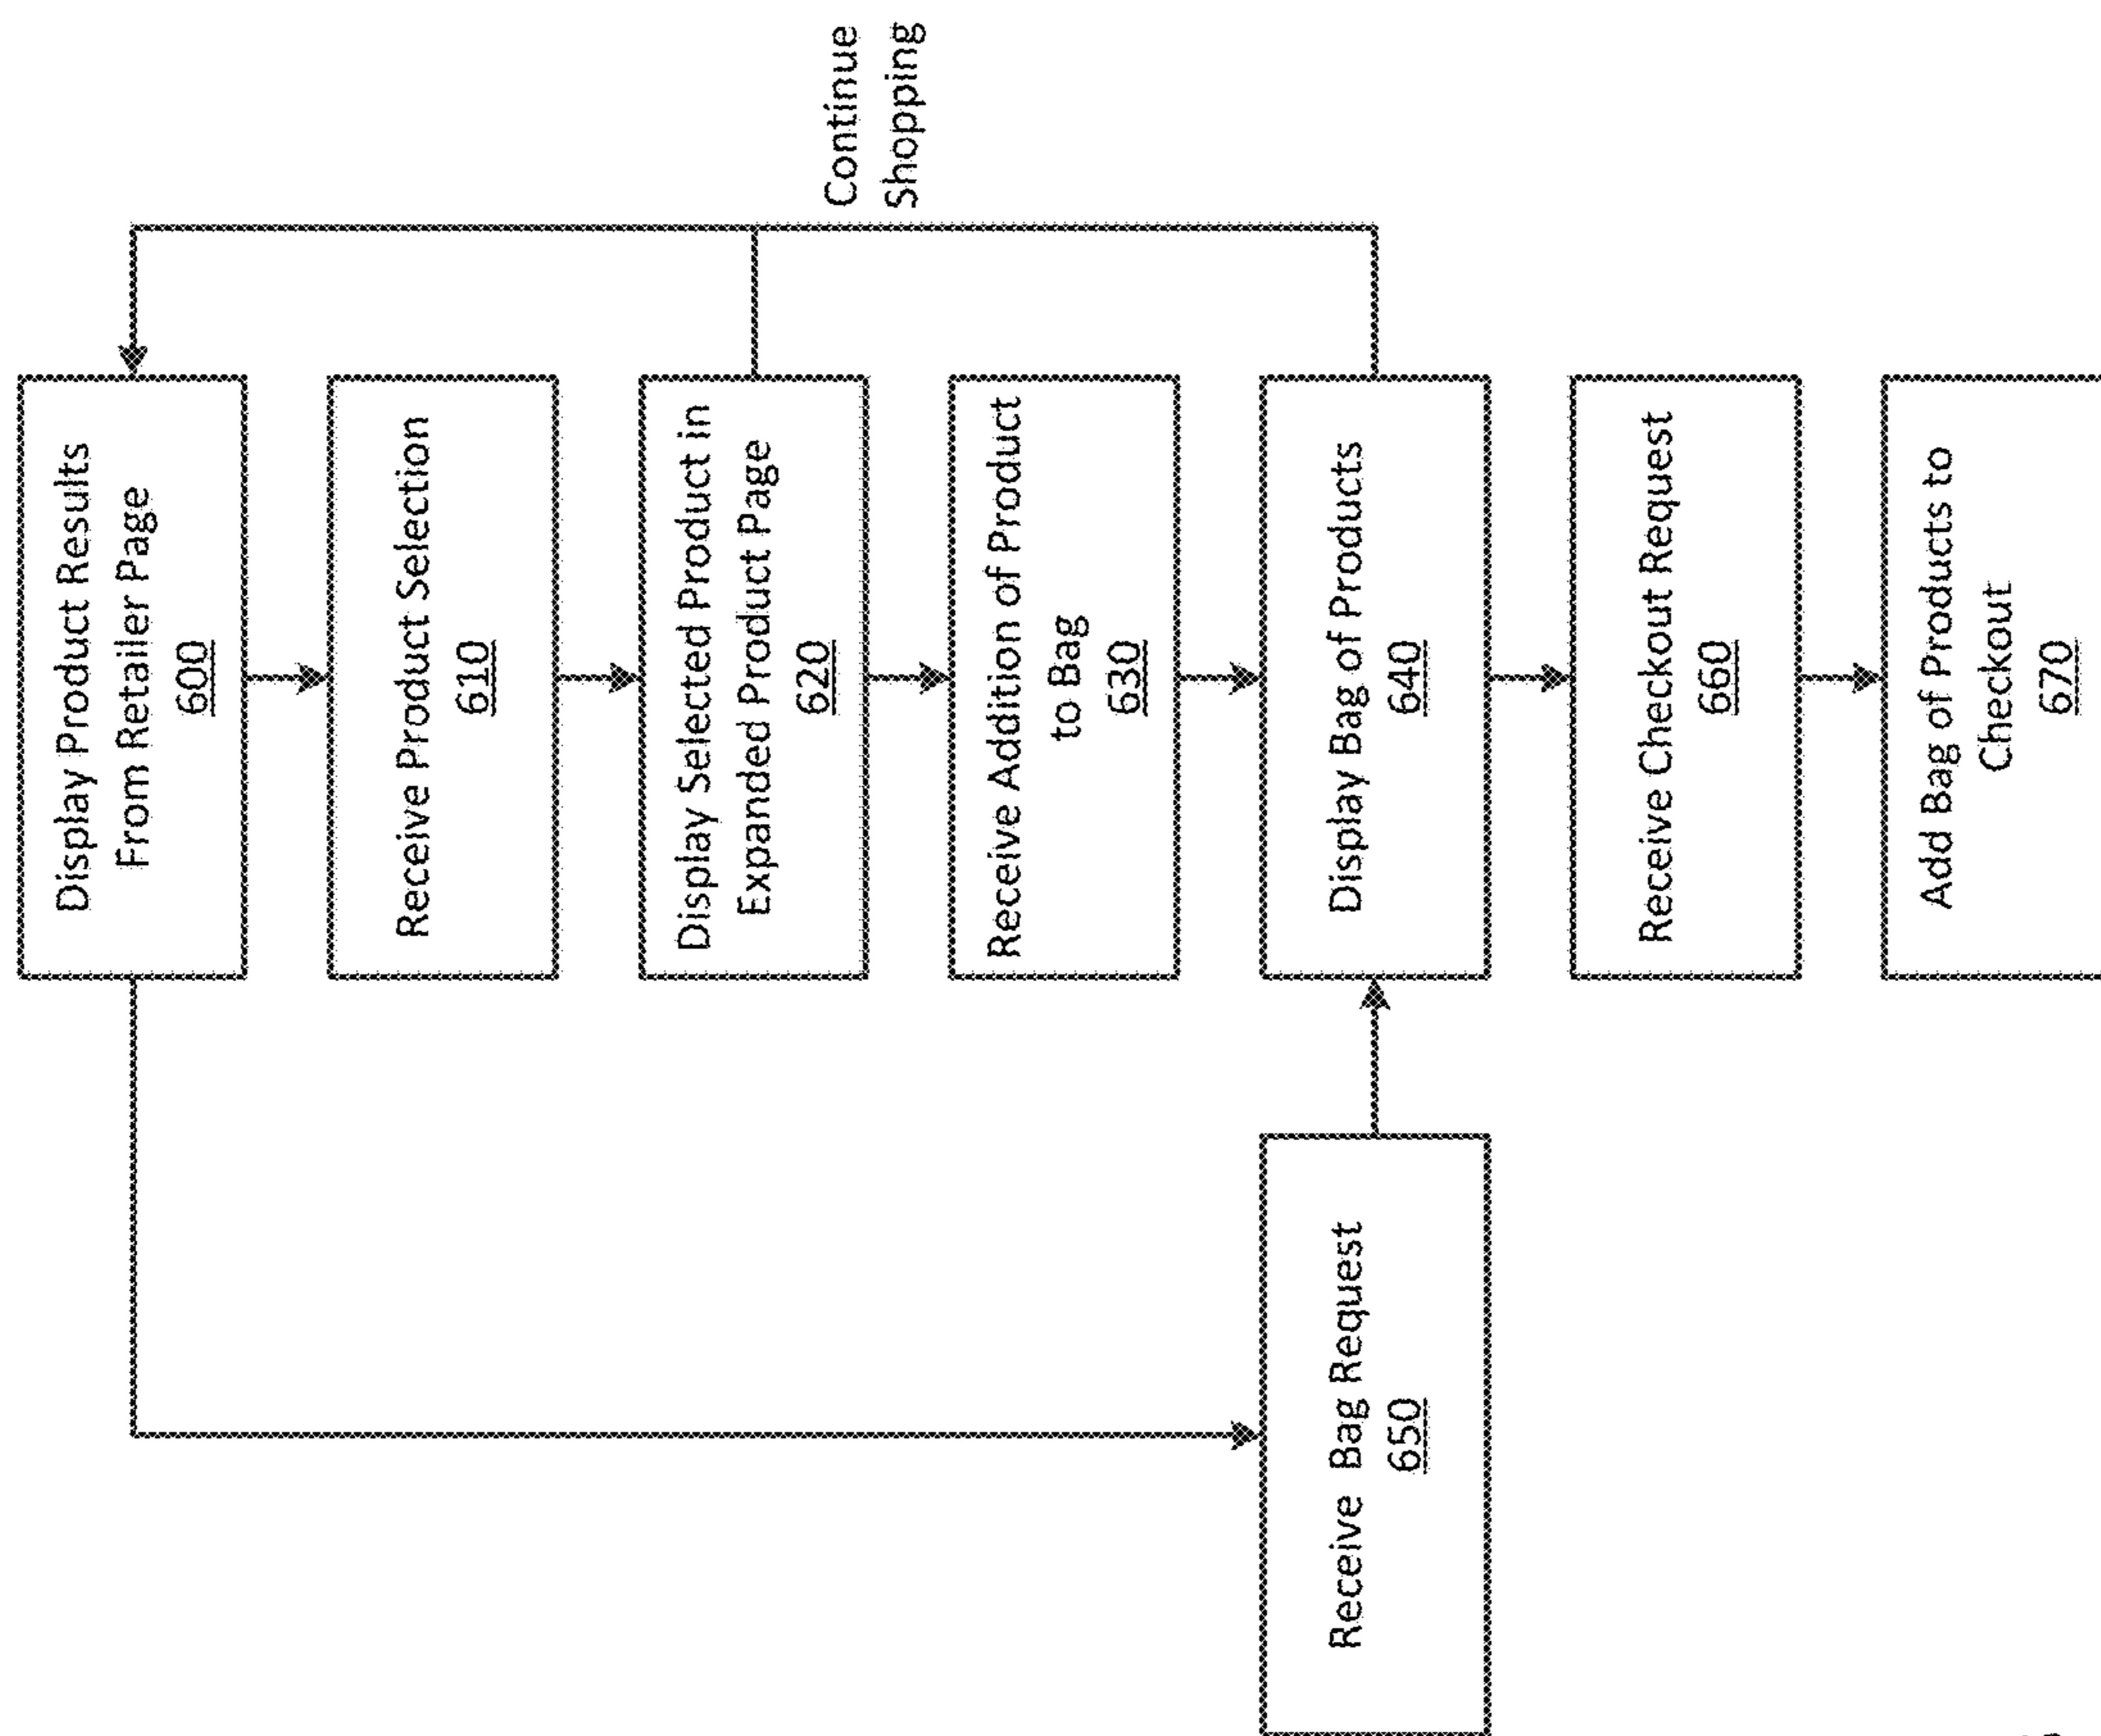 Display Product Results
From Retailer Page
600
Receive Product Selection
610
Display Selected Product in
Expanded Product Page
620
Receive Addition of Product
to Bag
630
Display Bag of Products
640
Receive Bag Request
650
Receive Checkout Request
660
Add Bag of Products to
Checkout
670
Continue
Shopping